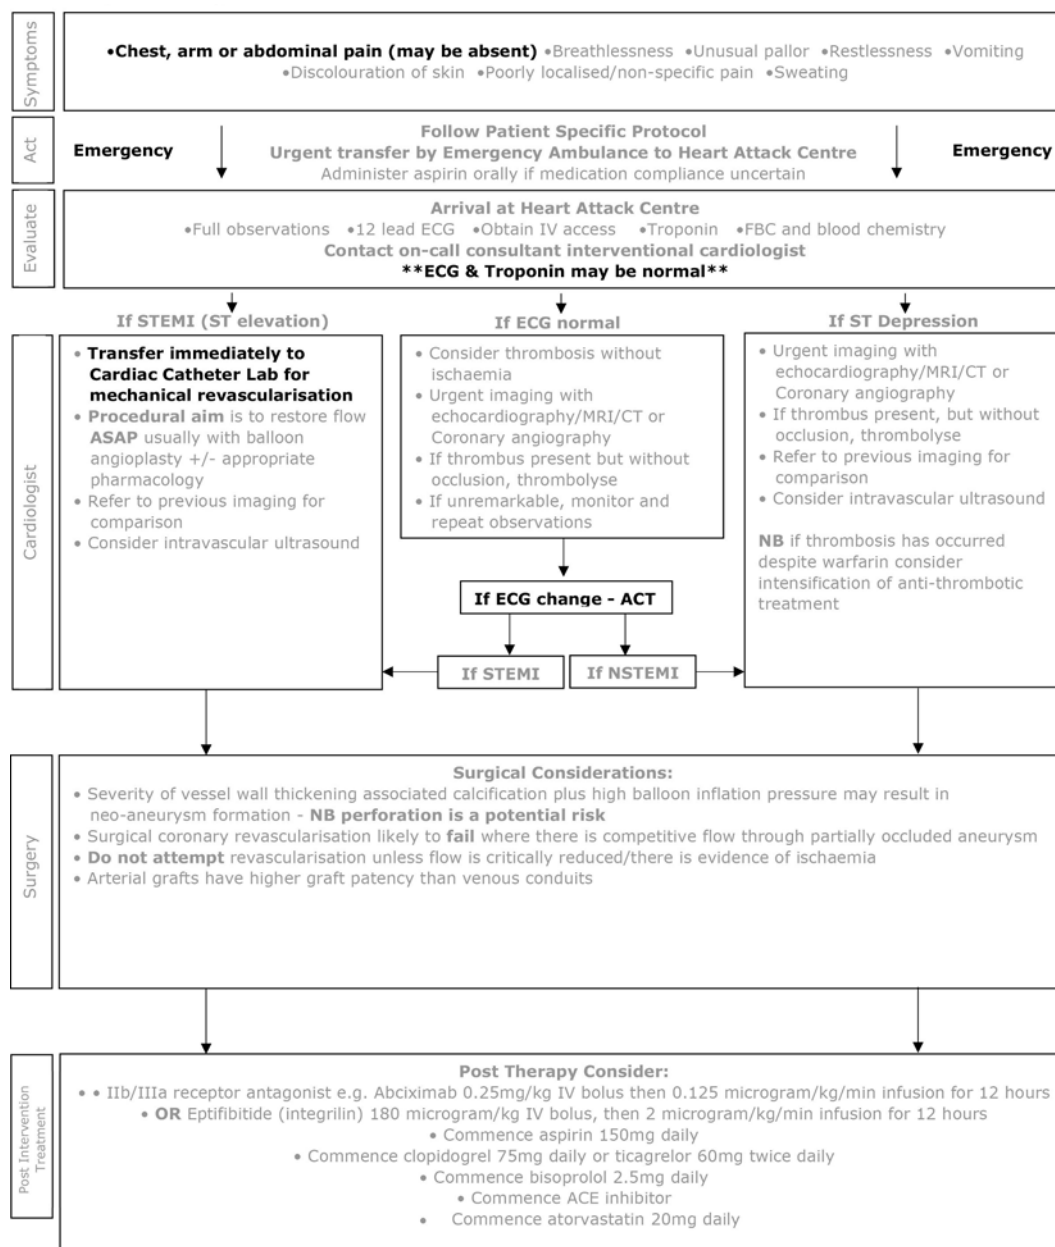 Symptoms
•Chest, arm or abdominal pain (may be absent) •Breathlessness •Unusual pallor •Restlessness •Vomiting
•Discolouration of skin •Poorly localised/non-specific pain •Sweating
Act
Emergency
Follow Patient Specific Protocol
Urgent transfer by Emergency Ambulance to Heart Attack Centre
Administer aspirin orally if medication compliance uncertain
Emergency
Evaluate
Arrival at Heart Attack Centre
•Full observations •12 lead ECG •Obtain IV access •Troponin •FBC and blood chemistry
Contact on-call consultant interventional cardiologist
**ECG & Troponin may be normal**
Cardiologist
If STEMI (ST elevation)
• Transfer immediately to
Cardiac Catheter Lab for
mechanical revascularisation
• Procedural aim is to restore flow
ASAP usually with balloon
angioplasty +/- appropriate
pharmacology
• Refer to previous imaging for
comparison
• Consider intravascular ultrasound
If ECG normal
• Consider thrombosis without
ischaemia
• Urgent imaging with
echocardiography/MRI/CT or
Coronary angiography
• If thrombus present but without
occlusion, thrombolyse
• If unremarkable, monitor and
repeat observations
If ECG change - ACT
If STEMI
If NSTEMI
If ST Depression
• Urgent imaging with
echocardiography/MRI/CT or
Coronary angiography
• If thrombus present, but without
occlusion, thrombolyse
• Refer to previous imaging for
comparison
• Consider intravascular ultrasound
NB if thrombosis has occurred
despite warfarin consider
intensification of anti-thrombotic
treatment
Surgery
Surgical Considerations:
• Severity of vessel wall thickening associated calcification plus high balloon inflation pressure may result in
neo-aneurysm formation - NB perforation is a potential risk
• Surgical coronary revascularisation likely to fail where there is competitive flow through partially occluded aneurysm
• Do not attempt revascularisation unless flow is critically reduced/there is evidence of ischaemia
• Arterial grafts have higher graft patency than venous conduits
Post Intervention
Treatment
Post Therapy Consider:
• • IIb/IIIa receptor antagonist e.g. Abciximab 0.25mg/kg IV bolus then 0.125 microgram/kg/min infusion for 12 hours
• OR Eptifibitide (integrilin) 180 microgram/kg IV bolus, then 2 microgram/kg/min infusion for 12 hours
• Commence aspirin 150mg daily
• Commence clopidogrel 75mg daily or ticagrelor 60mg twice daily
• Commence bisoprolol 2.5mg daily
• Commence ACE inhibitor
• Commence atorvastatin 20mg daily